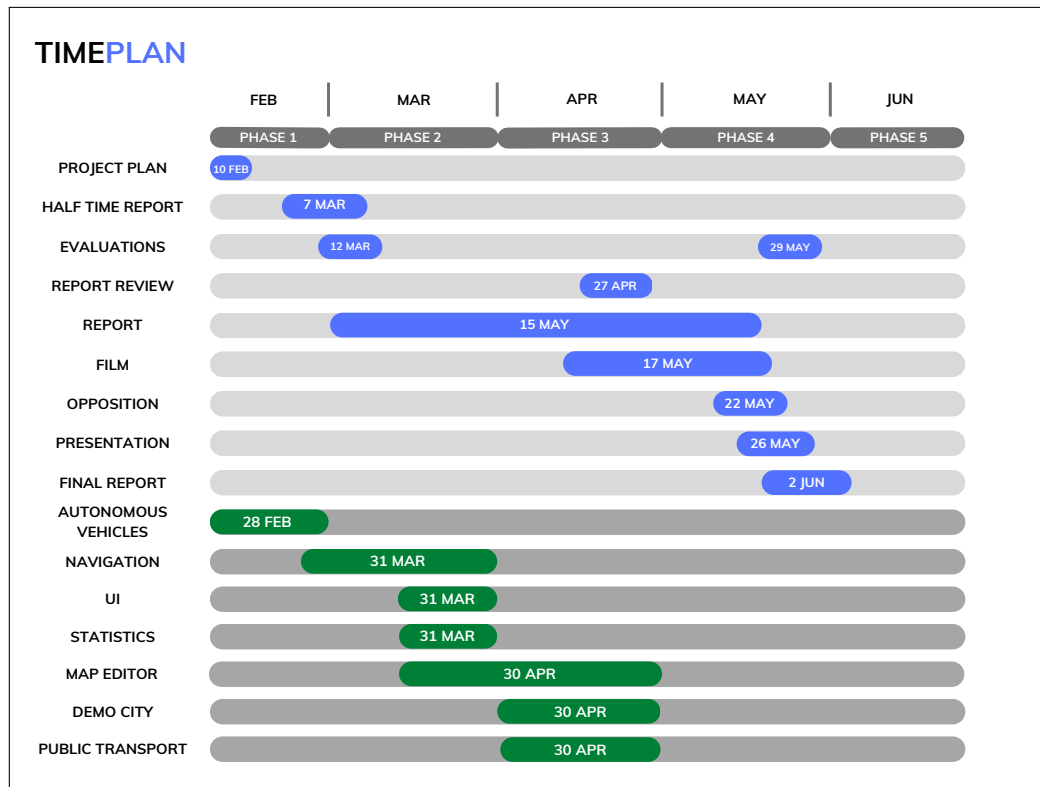 TIMEPLAN
FEB MAR APR MAY JUN
PHASE 1 PHASE 2 PHASE 3 PHASE 4 PHASE 5
PROJECT PLAN 10 FEB
HALF TIME REPORT 7 MAR
EVALUATIONS 12 MAR 29 MAY
REPORT REVIEW 27 APR
REPORT 15 MAY
FILM 17 MAY
OPPOSITION 22 MAY
PRESENTATION 26 MAY
FINAL REPORT 2 JUN
AUTONOMOUS
VEHICLES 28 FEB
NAVIGATION 31 MAR
UI 31 MAR
STATISTICS 31 MAR
MAP EDITOR 30 APR
DEMO CITY 30 APR
PUBLIC TRANSPORT 30 APR